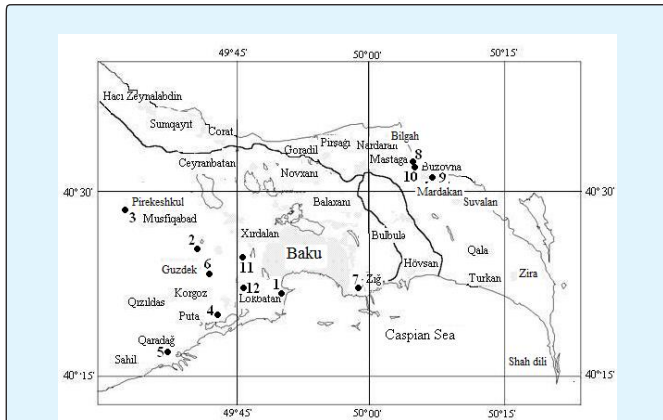 49°45' 50°00' 50°15'
Hacı Zeynalabdin
Sumqayıt
Corat
Ceyranbatan
Goradil
Pirşağı
Novxanı
Nardaran
Bilgah
Mastaga
8
10
Buzovna
9
Mardakan
Suvalan
40°30' 40°30'
Pirekeshkul
3
Musfiqabad
Balaxanı
Xırdalan
Bulbulə
2
Baku
Hövsan
Qala
Turkan
Zira
Guzdek
6
11
12
1
Lokbatan
7
Zığ
Qızıldas
Korgoz
Puta
4
Caspian Sea
Qaradağ
5
Sahil
Shah dili
40°15' 40°15'
49°45' 50°00' 50°15'